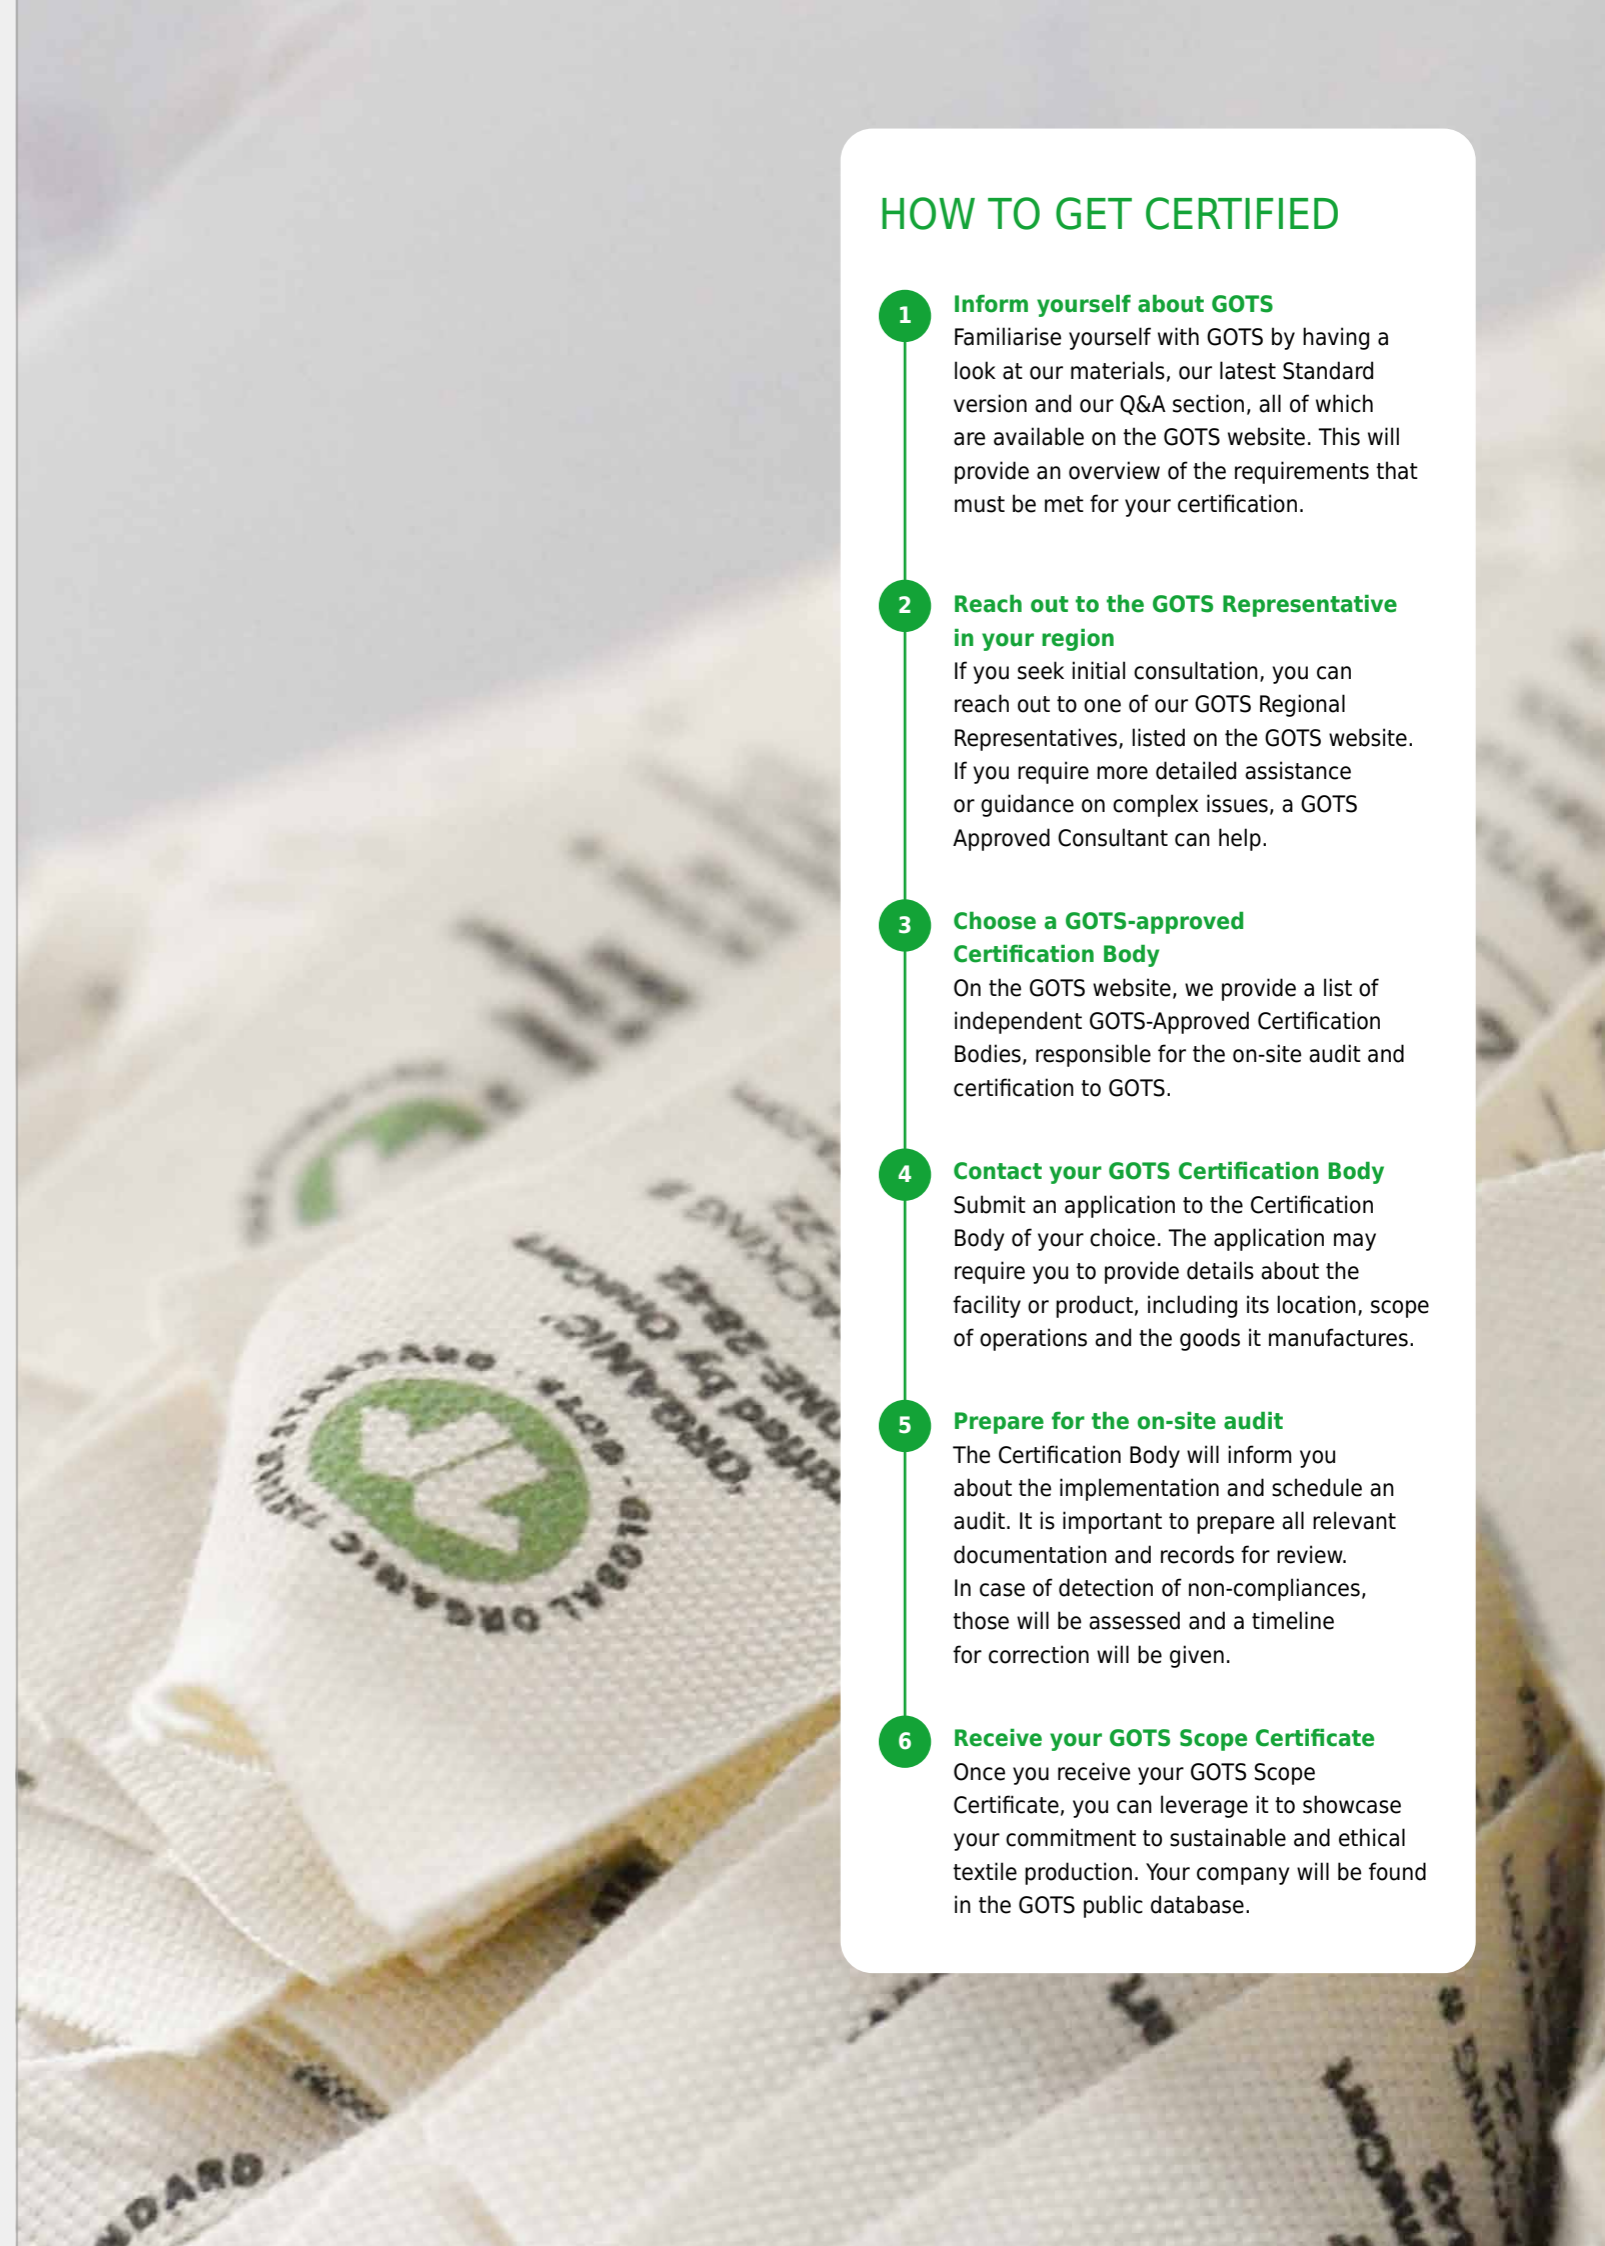 HOW TO GET CERTIFIED
1
Inform yourself about GOTS
Familiarise yourself with GOTS by having a
look at our materials, our latest Standard
version and our Q&A section, all of which
are available on the GOTS website. This will
provide an overview of the requirements that
must be met for your certification.
2
Reach out to the GOTS Representative
in your region
If you seek initial consultation, you can
reach out to one of our GOTS Regional
Representatives, listed on the GOTS website.
If you require more detailed assistance
or guidance on complex issues, a GOTS
Approved Consultant can help.
3
Choose a GOTS-approved
Certification Body
On the GOTS website, we provide a list of
independent GOTS-Approved Certification
Bodies, responsible for the on-site audit and
certification to GOTS.
4
Contact your GOTS Certification Body
Submit an application to the Certification
Body of your choice. The application may
require you to provide details about the
facility or product, including its location, scope
of operations and the goods it manufactures.
5
Prepare for the on-site audit
The Certification Body will inform you
about the implementation and schedule an
audit. It is important to prepare all relevant
documentation and records for review.
In case of detection of non-compliances,
those will be assessed and a timeline
for correction will be given.
6
Receive your GOTS Scope Certificate
Once you receive your GOTS Scope
Certificate, you can leverage it to showcase
your commitment to sustainable and ethical
textile production. Your company will be found
in the GOTS public database.
GLOBAL ORGANIC TEXTILE STANDARD · GOTS ·
'ORGANIC'